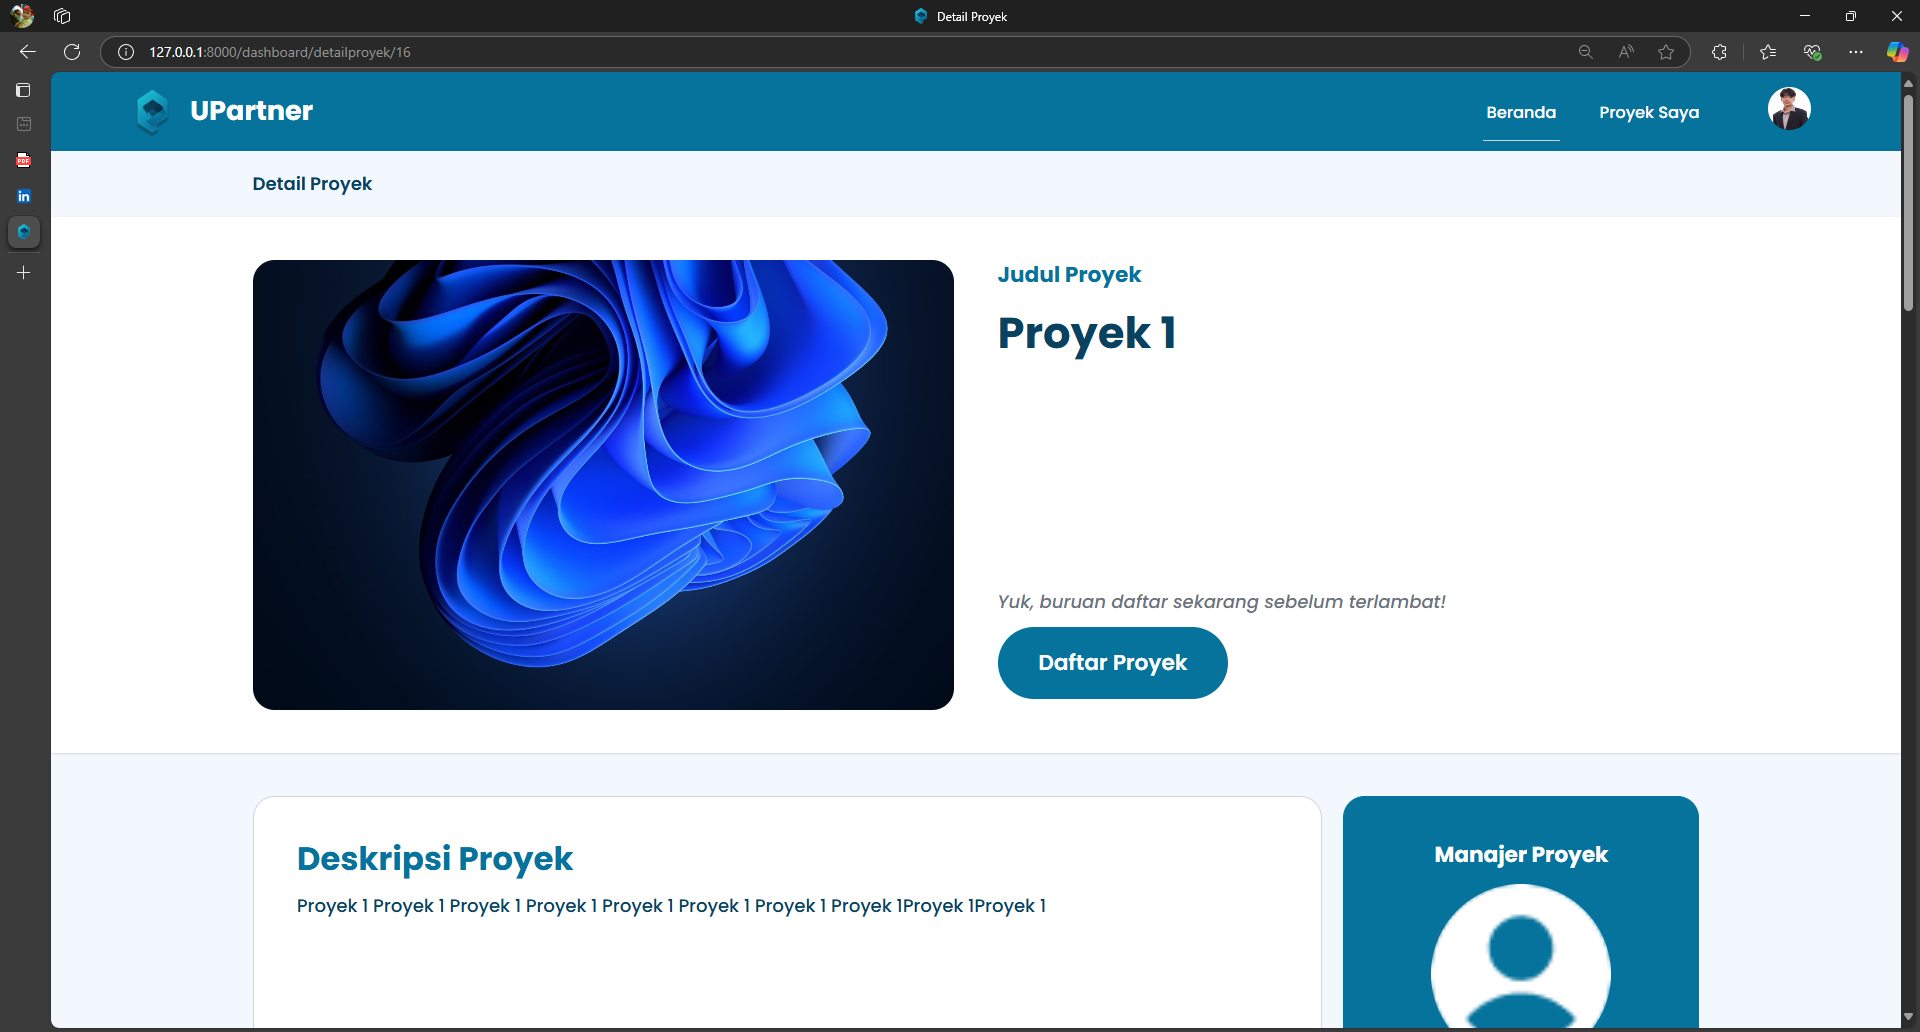 Detail Proyek
127.0.0.1:8000/dashboard/detailproyek/16
UPartner
Beranda
Proyek Saya
Detail Proyek
Judul Proyek
Proyek 1
Yuk, buruan daftar sekarang sebelum terlambat!
Daftar Proyek
Deskripsi Proyek
Proyek 1 Proyek 1 Proyek 1 Proyek 1 Proyek 1 Proyek 1 Proyek 1 Proyek 1Proyek 1Proyek 1
Manajer Proyek
PDF
in